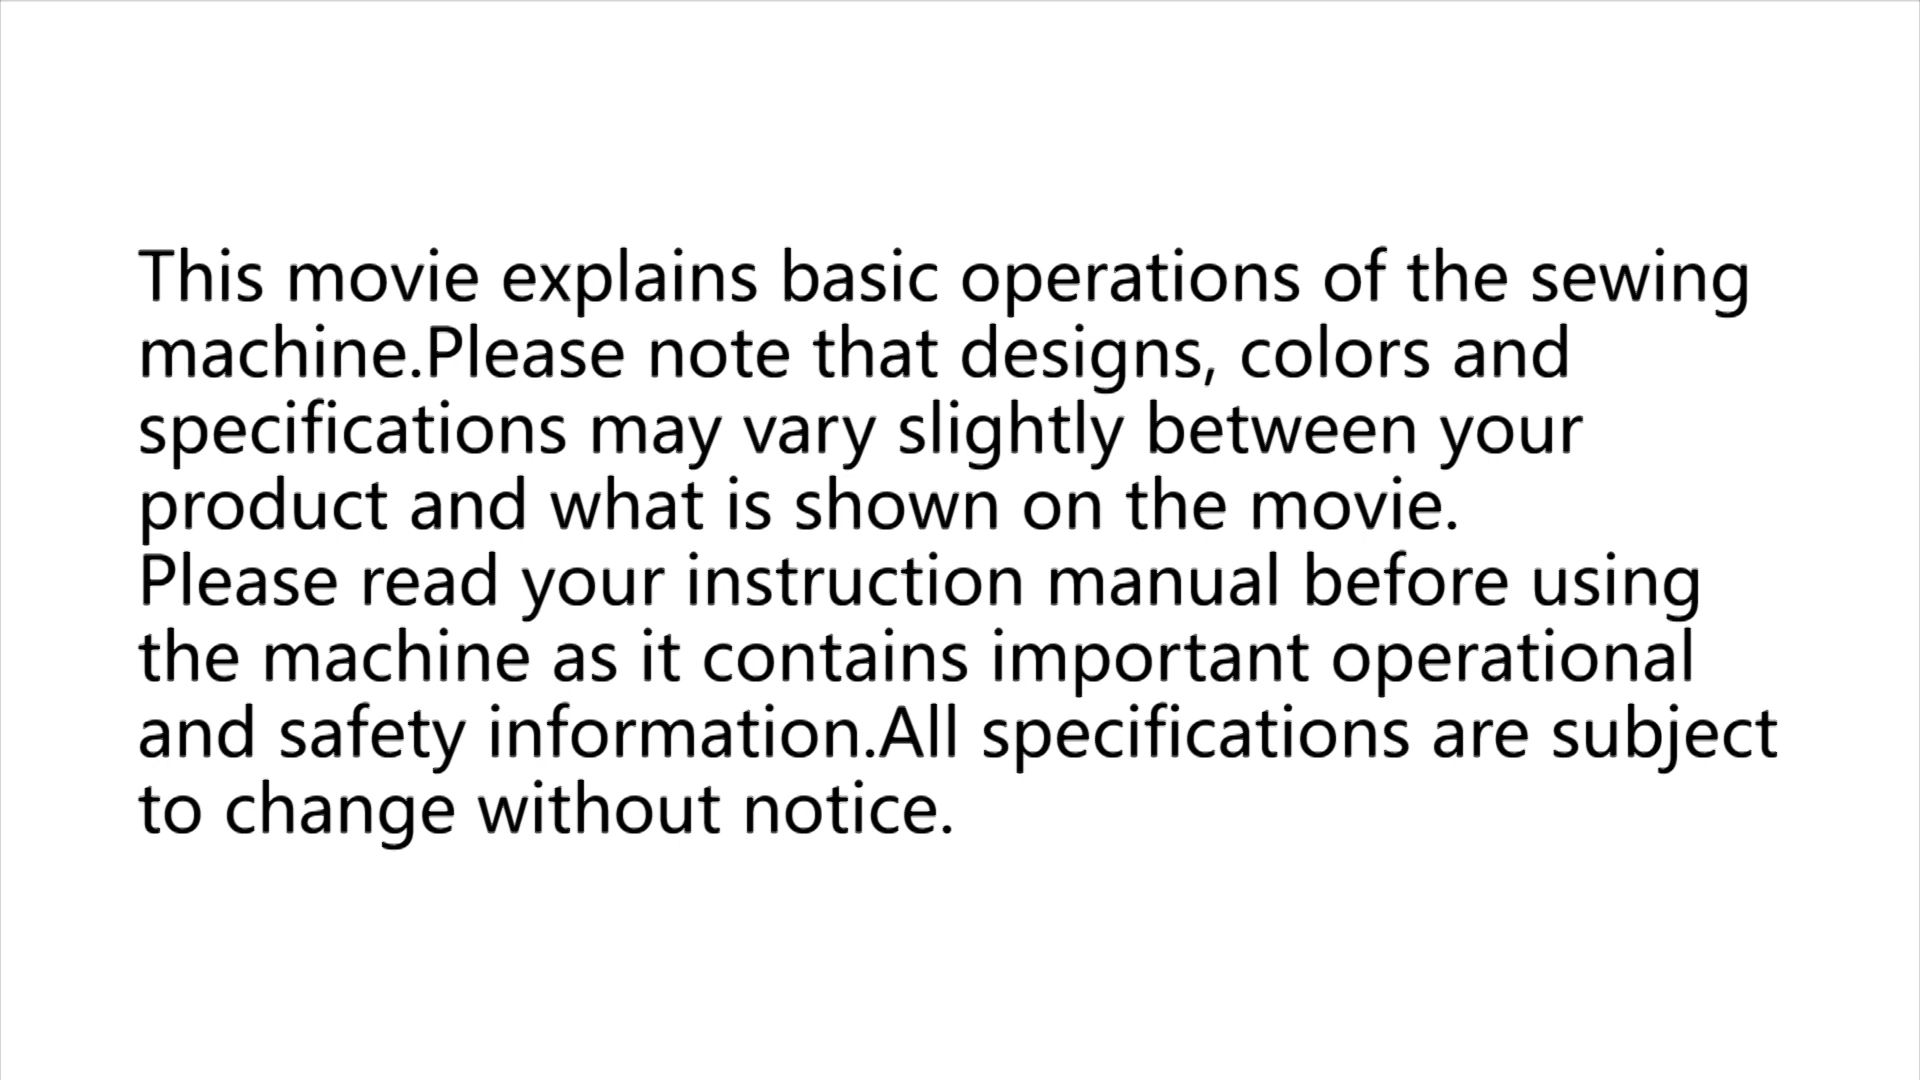 This movie explains basic operations of the sewing
machine.Please note that designs, colors and
specifications may vary slightly between your
product and what is shown on the movie.
Please read your instruction manual before using
the machine as it contains important operational
and safety information.All specifications are subject
to change without notice.